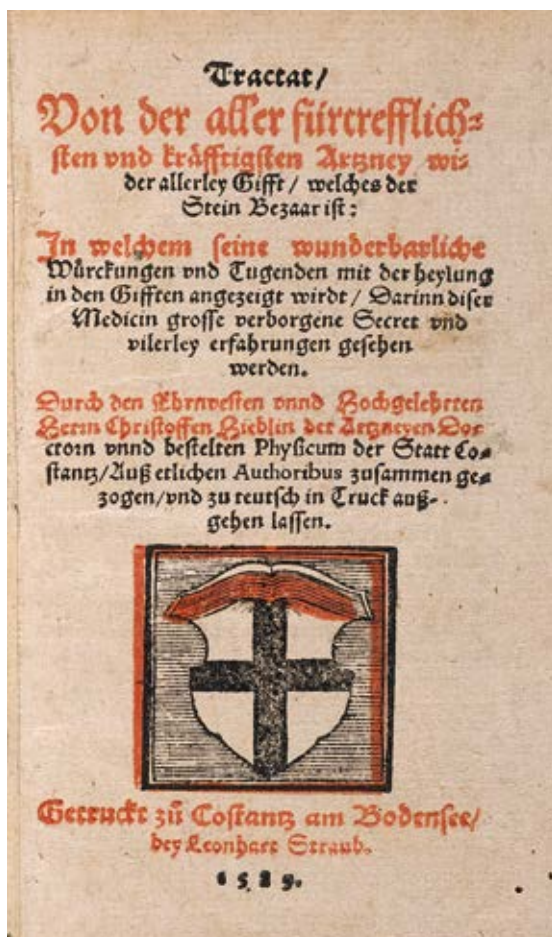 Tractat/
Von der aller fürtrefflich=
sten vnd kräfftigsten Artzney wi=
der allerley Gifft / welches der
Stein Bezaar ist:
In welchem seine wunderbarliche
Würckungen vnd Tugenden mit der heylung
in den Gifften angezeigt wirdt / Darinn diser
Medicin grosse verborgene Secret vnd
vilerley erfahrungen gesehen
werden.
Durch den Ehrnvesten vnnd Hochgelehrten
Herrn Christoffen Hieblin der Artzneyen Do=
ctorn vnnd bestelten Physicum der Statt Co=
stantz/Auß etlichen Authoribus zusammen ge=
zogen/vnd zu teutsch in Truck auß=
gehen lassen.
Getruckt zů Costantz am Bodensee/
bey Leonhart Straub.
1589.